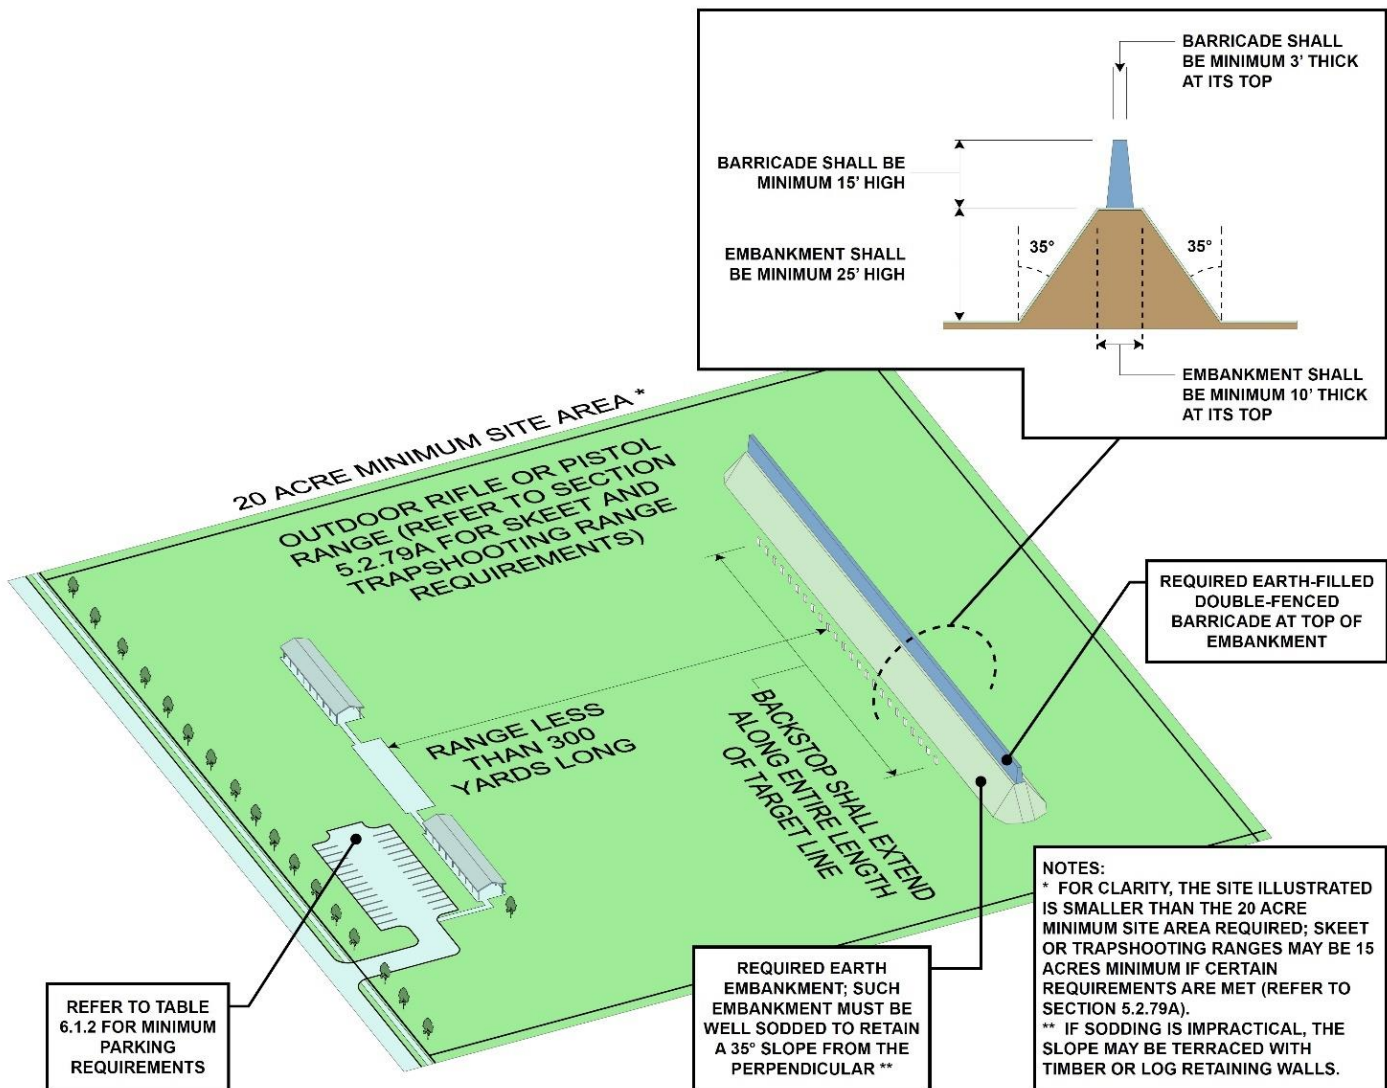 BARRICADE SHALL
BE MINIMUM 3' THICK
AT ITS TOP
BARRICADE SHALL BE
MINIMUM 15' HIGH
EMBANKMENT SHALL
BE MINIMUM 25' HIGH
35°
35°
EMBANKMENT SHALL
BE MINIMUM 10' THICK
AT ITS TOP
20 ACRE MINIMUM SITE AREA *
OUTDOOR RIFLE OR PISTOL
RANGE (REFER TO SECTION
5.2.79A FOR SKEET AND
TRAPSHOOTING RANGE
REQUIREMENTS)
REQUIRED EARTH-FILLED
DOUBLE-FENCED
BARRICADE AT TOP OF
EMBANKMENT
RANGE LESS
THAN 300
YARDS LONG
BACKSTOP SHALL EXTEND
ALONG ENTIRE LENGTH
OF TARGET LINE
REFER TO TABLE
6.1.2 FOR MINIMUM
PARKING
REQUIREMENTS
REQUIRED EARTH
EMBANKMENT; SUCH
EMBANKMENT MUST BE
WELL SODDED TO RETAIN
A 35° SLOPE FROM THE
PERPENDICULAR **
NOTES:
* FOR CLARITY, THE SITE ILLUSTRATED
IS SMALLER THAN THE 20 ACRE
MINIMUM SITE AREA REQUIRED; SKEET
OR TRAPSHOOTING RANGES MAY BE 15
ACRES MINIMUM IF CERTAIN
REQUIREMENTS ARE MET (REFER TO
SECTION 5.2.79A).
** IF SODDING IS IMPRACTICAL, THE
SLOPE MAY BE TERRACED WITH
TIMBER OR LOG RETAINING WALLS.